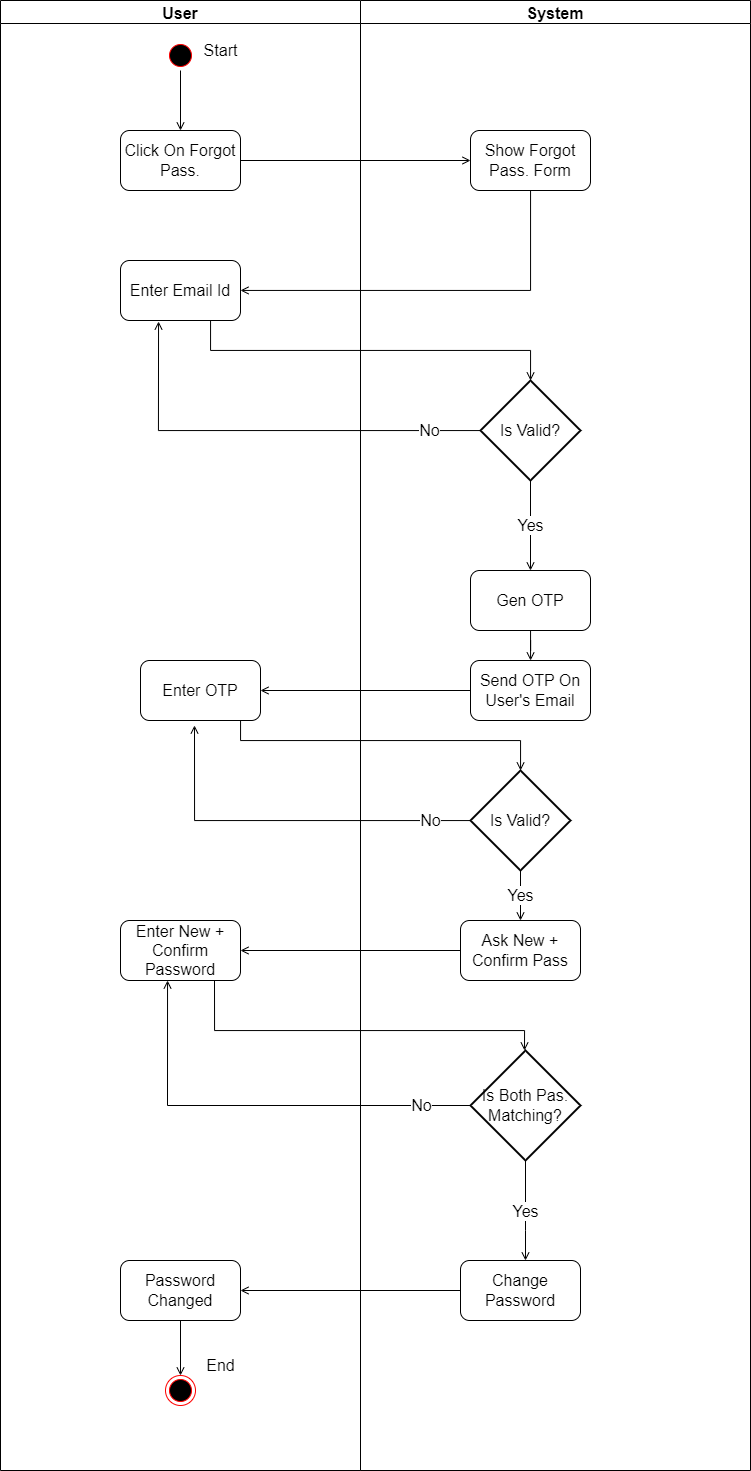 User
System
Start
Click On Forgot
Pass.
Show Forgot
Pass. Form
Enter Email Id
Is Valid?
No
Yes
Gen OTP
Enter OTP
Send OTP On
User's Email
Is Valid?
No
Yes
Enter New +
Confirm
Password
Ask New +
Confirm Pass
Is Both Pas.
Matching?
No
Yes
Password
Changed
Change
Password
End